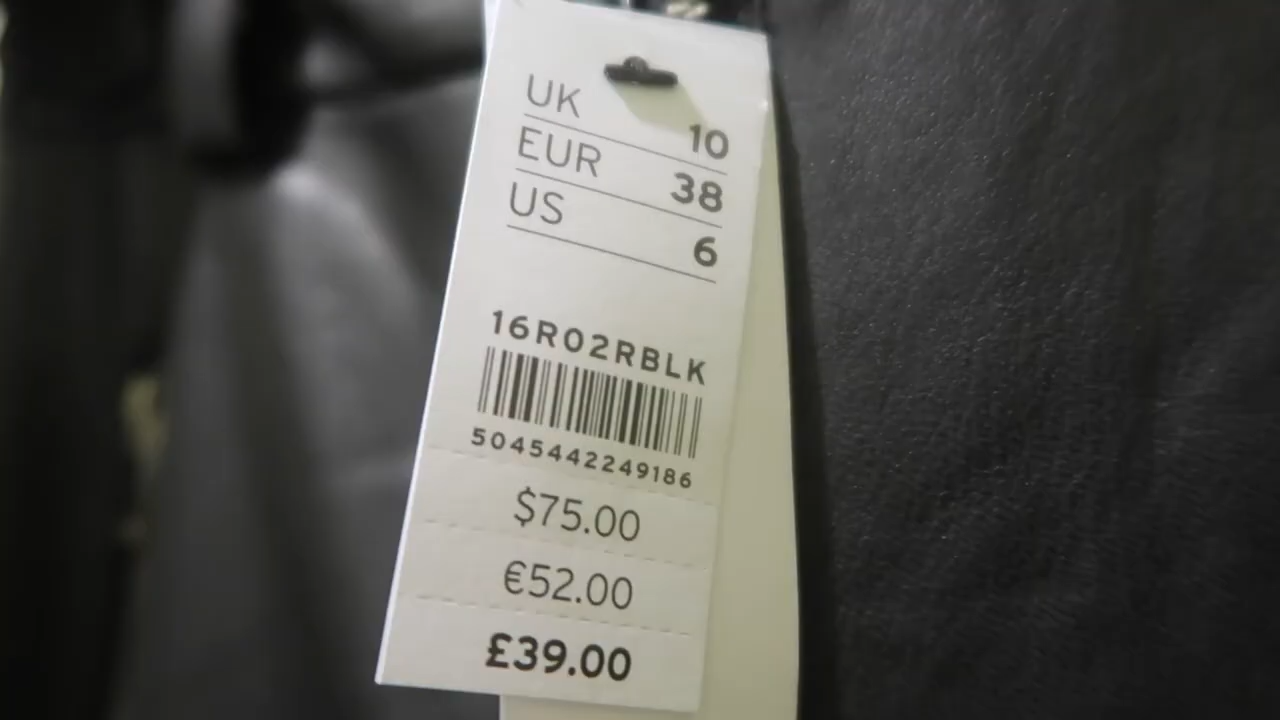 UK 10
EUR 38
US 6
16R02RBLK
5045442249186
$75.00
€52.00
£39.00